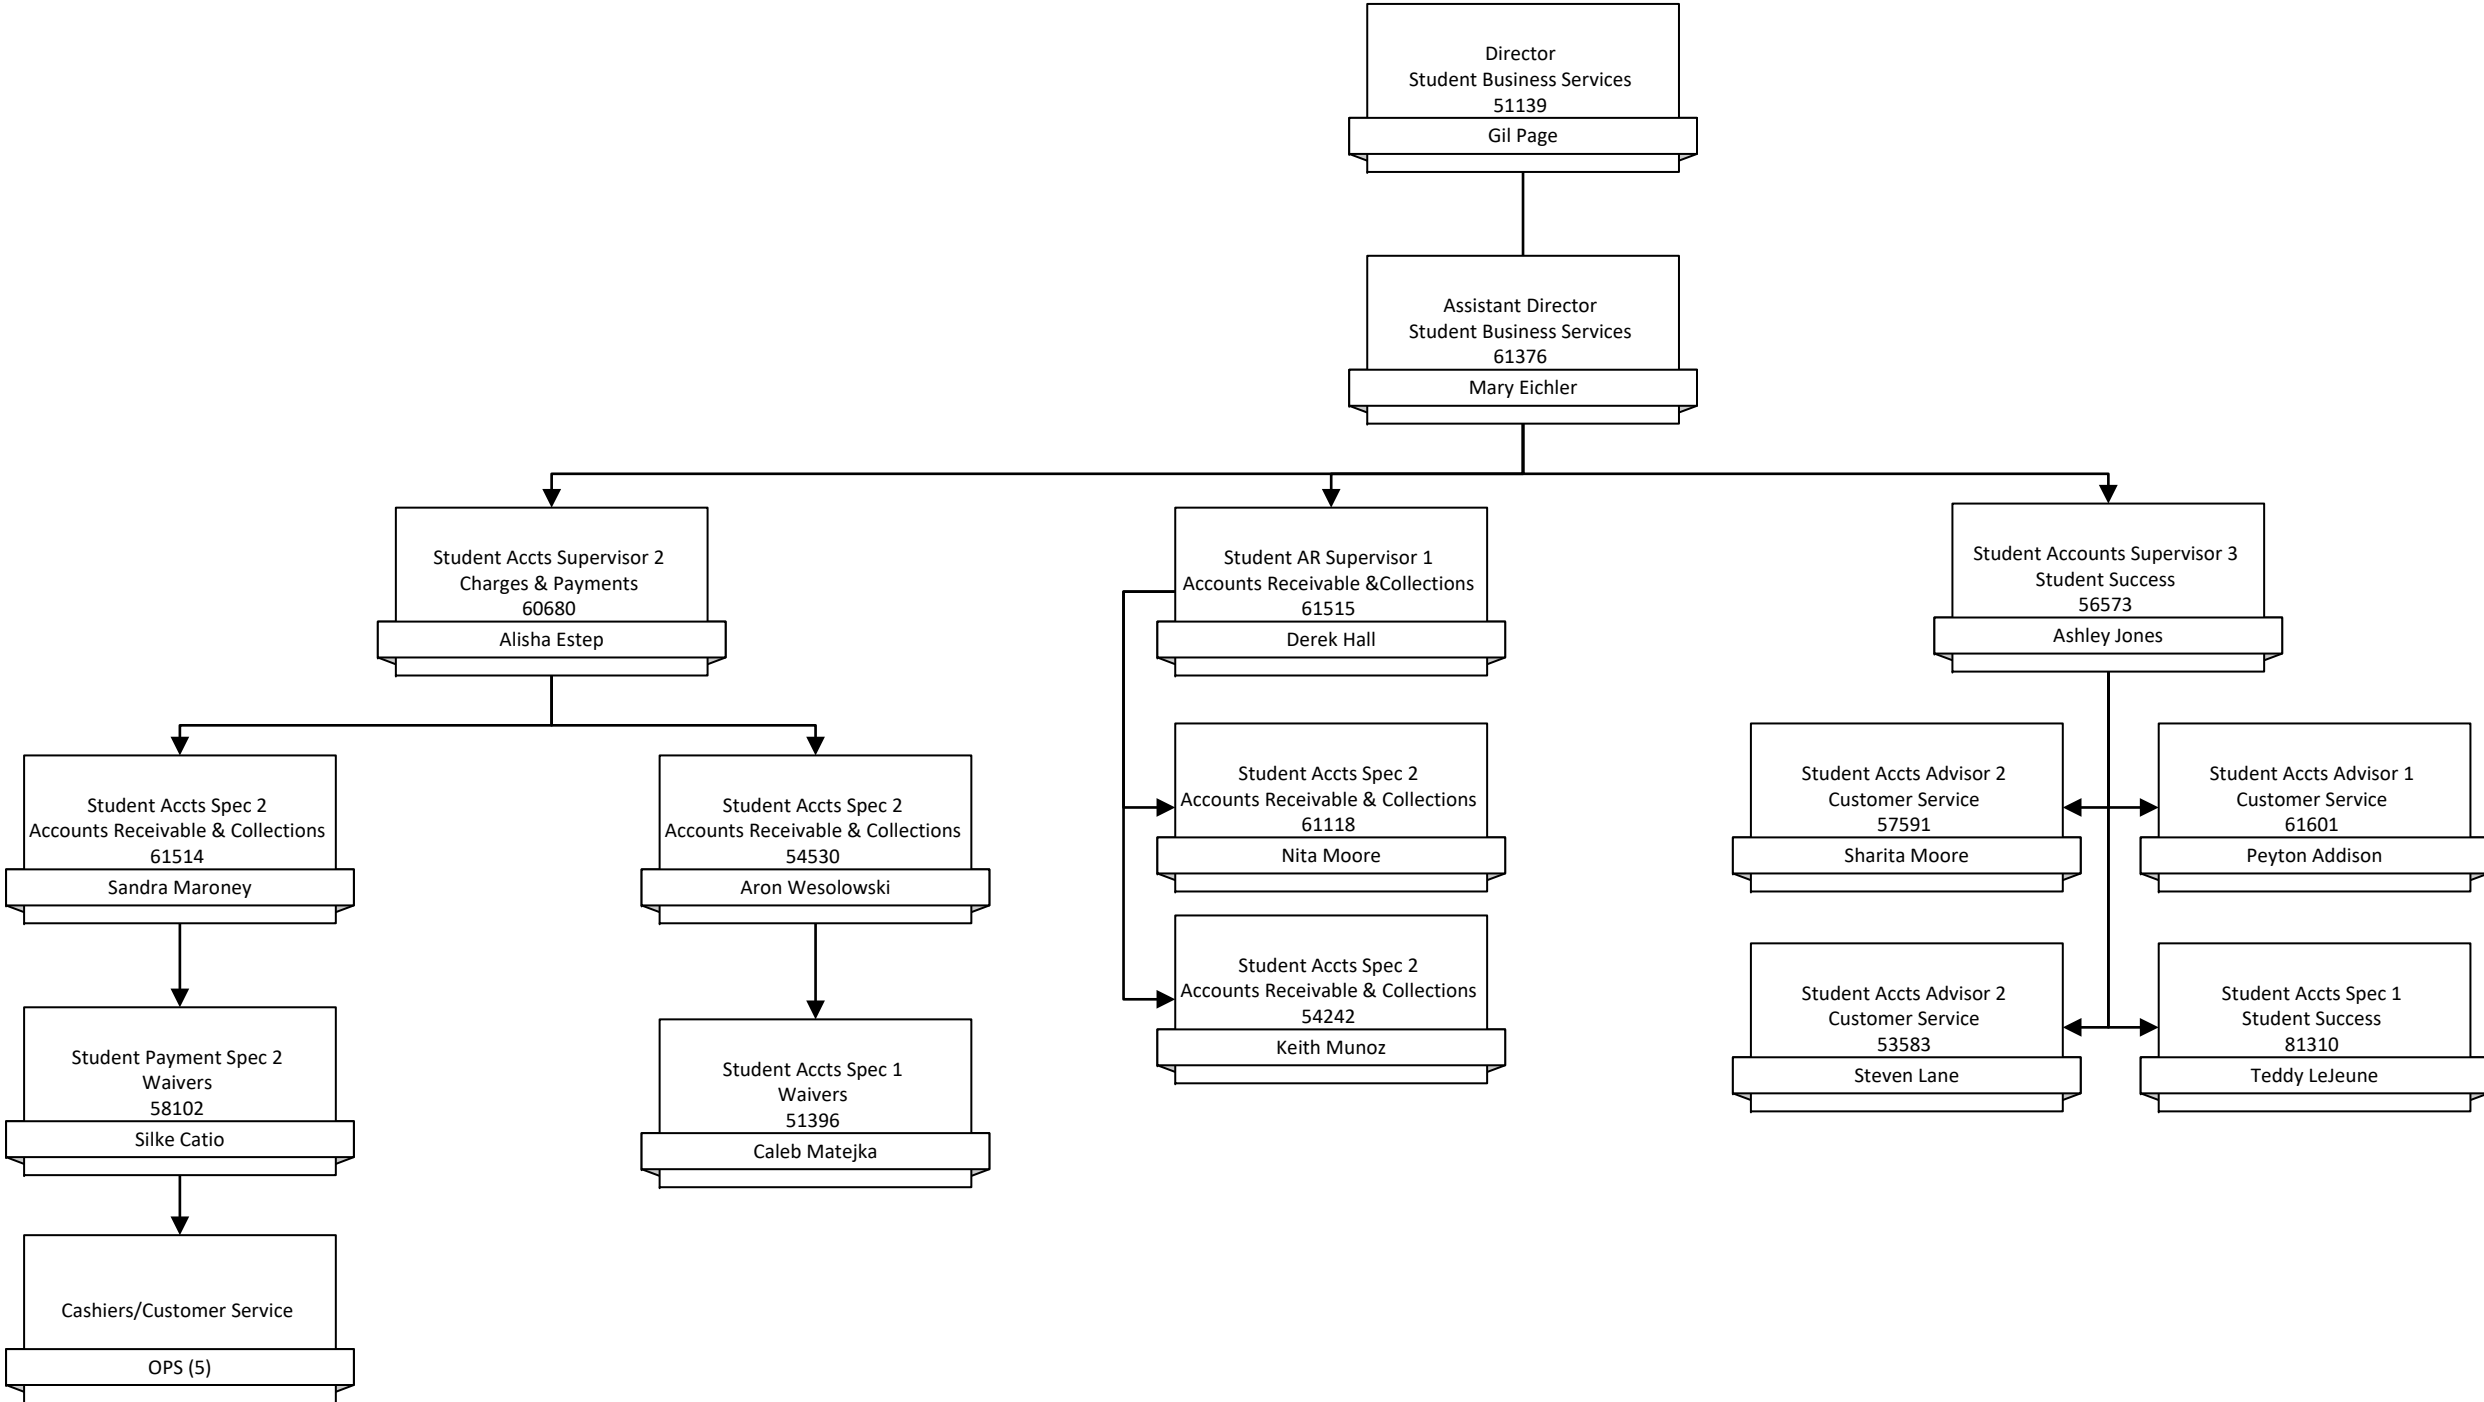 Director
Student Business Services
51139
Gil Page
Assistant Director
Student Business Services
61376
Mary Eichler
Student Accts Supervisor 2
Charges & Payments
60680
Alisha Estep
Student AR Supervisor 1
Accounts Receivable &Collections
61515
Derek Hall
Student Accounts Supervisor 3
Student Success
56573
Ashley Jones
Student Accts Spec 2
Accounts Receivable & Collections
61514
Sandra Maroney
Student Accts Spec 2
Accounts Receivable & Collections
54530
Aron Wesolowski
Student Accts Spec 2
Accounts Receivable & Collections
61118
Nita Moore
Student Accts Advisor 2
Customer Service
57591
Sharita Moore
Student Accts Advisor 1
Customer Service
61601
Peyton Addison
Student Payment Spec 2
Waivers
58102
Silke Catio
Student Accts Spec 1
Waivers
51396
Caleb Matejka
Student Accts Spec 2
Accounts Receivable & Collections
54242
Keith Munoz
Student Accts Advisor 2
Customer Service
53583
Steven Lane
Student Accts Spec 1
Student Success
81310
Teddy LeJeune
Cashiers/Customer Service
OPS (5)